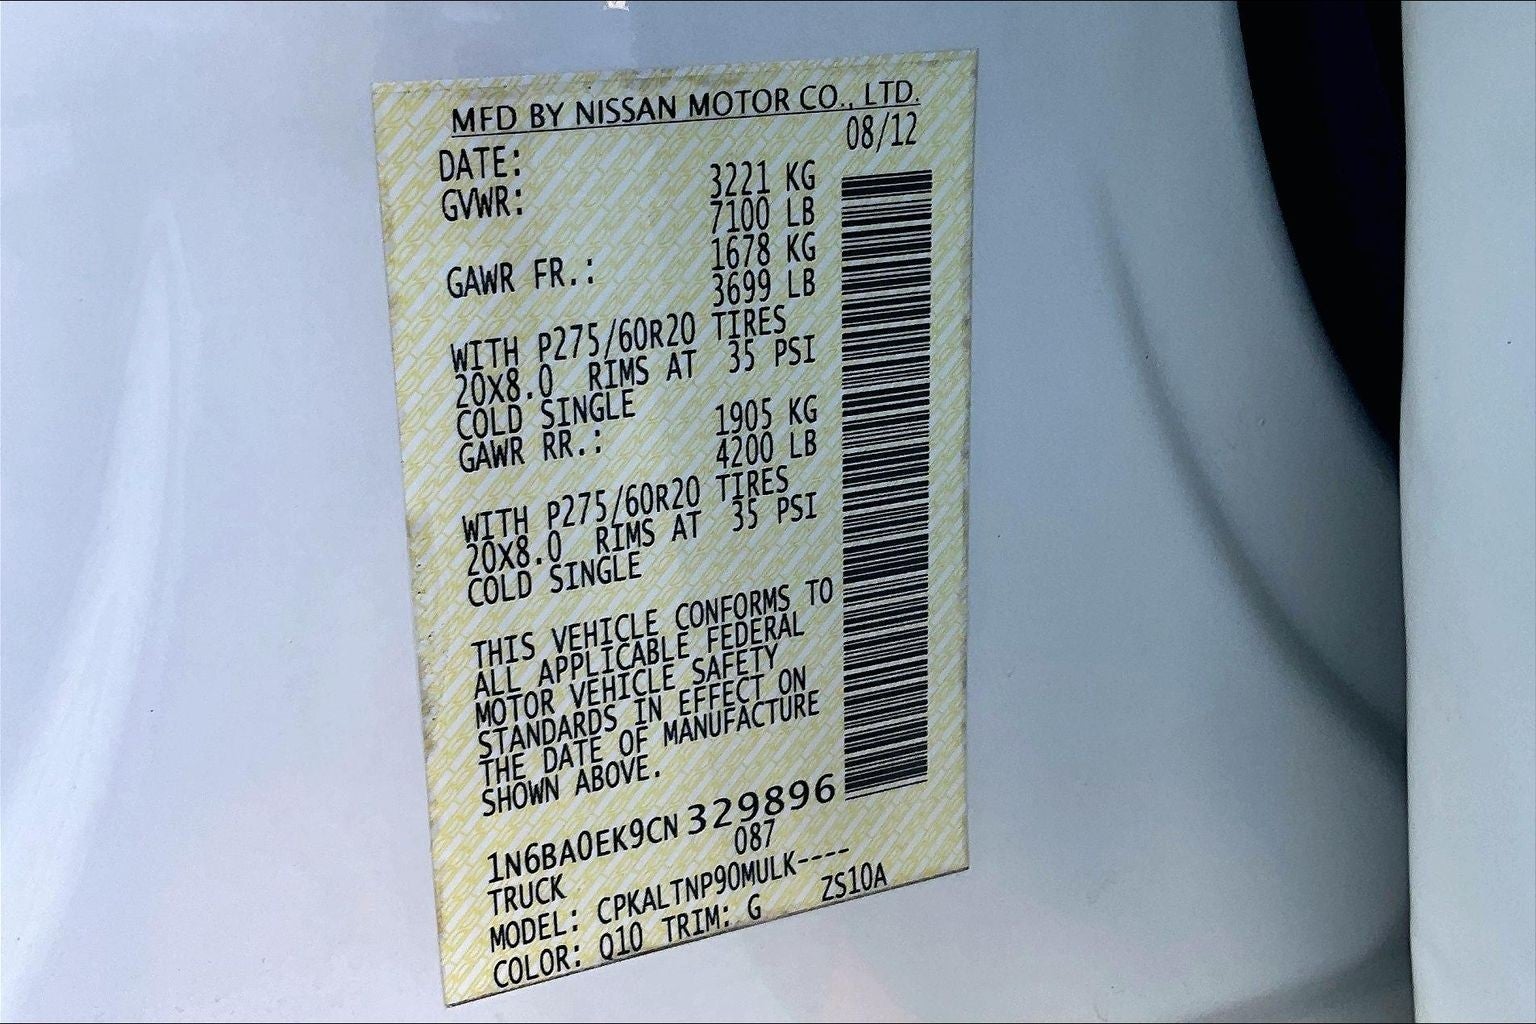 MFD BY NISSAN MOTOR CO., LTD.
DATE: 08/12
GVWR: 3221 KG
7100 LB
GAWR FR.: 1678 KG
3699 LB
WITH P275/60R20 TIRES
20X8.0 RIMS AT 35 PSI
COLD SINGLE
GAWR RR.: 1905 KG
4200 LB
WITH P275/60R20 TIRES
20X8.0 RIMS AT 35 PSI
COLD SINGLE
THIS VEHICLE CONFORMS TO
ALL APPLICABLE FEDERAL
MOTOR VEHICLE SAFETY
STANDARDS IN EFFECT ON
THE DATE OF MANUFACTURE
SHOWN ABOVE.
1N6BA0EK9CN329896
TRUCK 087
MODEL: CPKALTNP90MULK----
COLOR: Q10 TRIM: G ZS10A